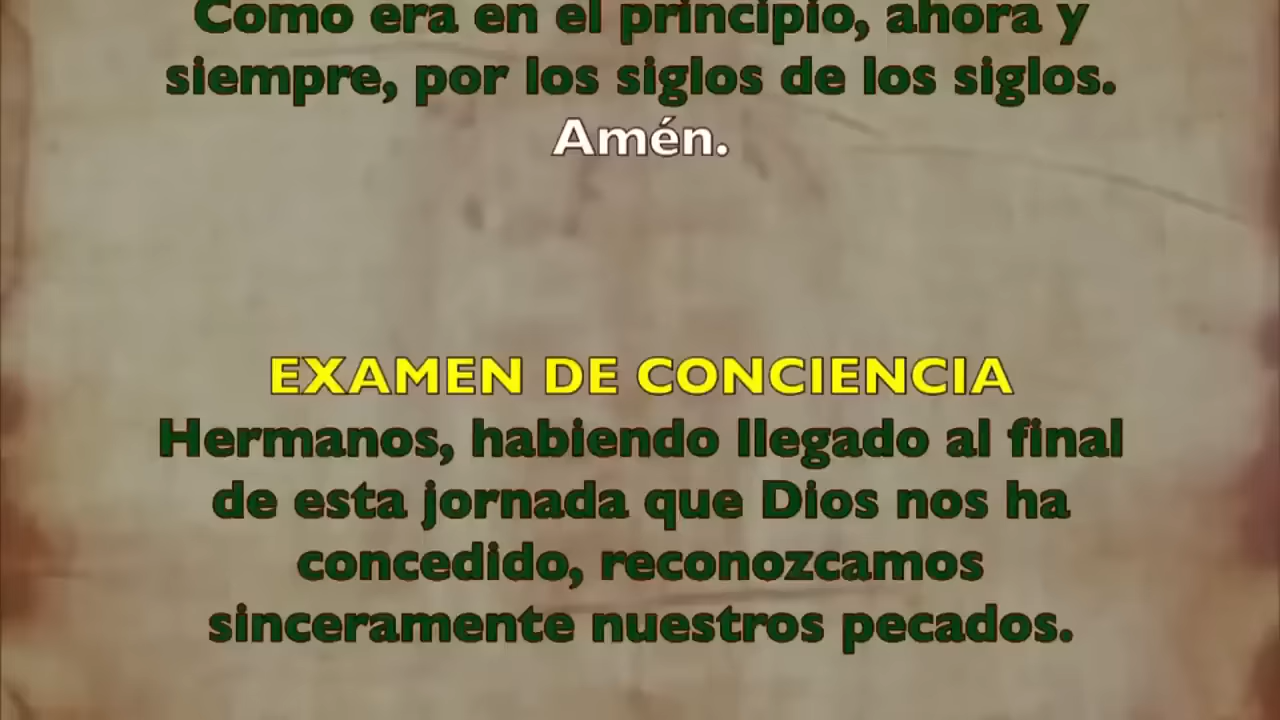 Como era en el principio, ahora y
siempre, por los siglos de los siglos.
Amén.
EXAMEN DE CONCIENCIA
Hermanos, habiendo llegado al final
de esta jornada que Dios nos ha
concedido, reconozcamos
sinceramente nuestros pecados.